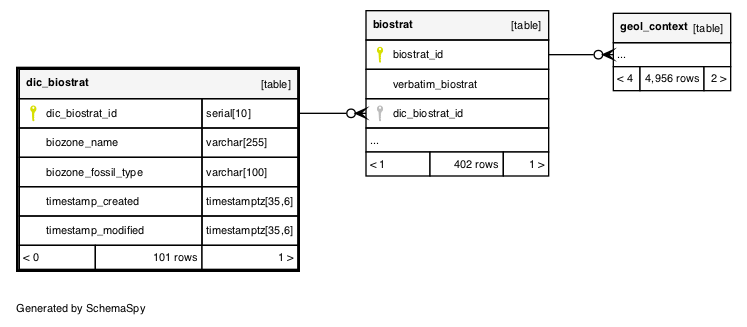 biostrat [table]
biostrat_id
verbatim_biostrat
dic_biostrat_id
...
< 1 402 rows 1 >
geol_context [table]
...
< 4 4,956 rows 2 >
dic_biostrat [table]
dic_biostrat_id serial[10]
biozone_name varchar[255]
biozone_fossil_type varchar[100]
timestamp_created timestamptz[35,6]
timestamp_modified timestamptz[35,6]
< 0 101 rows 1 >
Generated by SchemaSpy